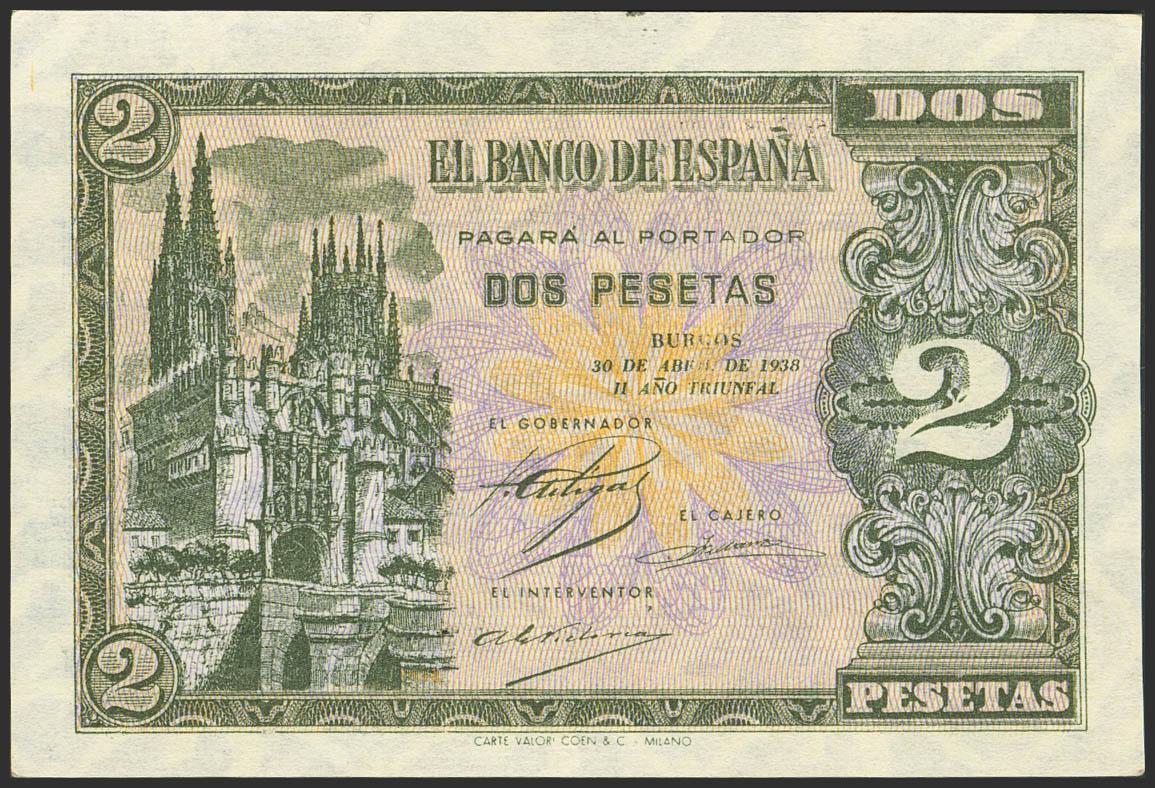 2
DOS
EL BANCO DE ESPAÑA
PAGARÁ AL PORTADOR
DOS PESETAS
BURGOS
30 DE ABRIL DE 1938
II AÑO TRIUNFAL
2
EL GOBERNADOR
EL CAJERO
EL INTERVENTOR
2
PESETAS
CARTE VALORI COEN & C. - MILANO